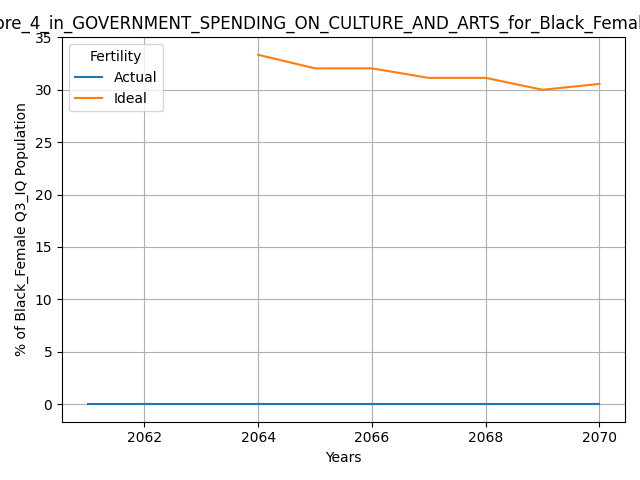 ore_4_in_GOVERNMENT_SPENDING_ON_CULTURE_AND_ARTS_for_Black_Femal
35
30
25
20
15
10
5
0
% of Black_Female Q3_IQ Population
Fertility
Actual
Ideal
2062 2064 2066 2068 2070
Years